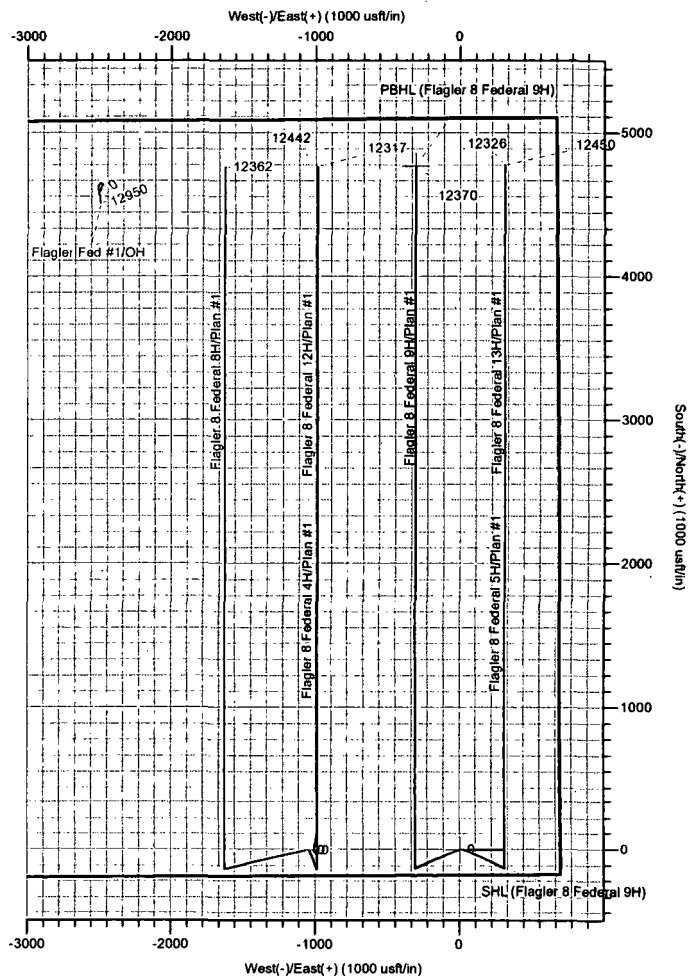 West(-)/East(+) (1000 usft/in)
-3000 -2000 -1000 0
PBHL (Flagler 8 Federal 9H)
5000
12442
12317
12326
12450
12362
0
12950
12370
Flagler Fed #1/OH
4000
Flagler 8 Federal 8H/Plan #1
Flagler 8 Federal 12H/Plan #1
Flagler 8 Federal 9H/Plan #1
Flagler 8 Federal 13H/Plan #1
3000
South(-)/North(+) (1000 usft/in)
2000
Flagler 8 Federal 4H/Plan #1
Flagler 8 Federal 5H/Plan #1
1000
0
0
SHL (Flagler 8 Federal 9H)
-3000 -2000 -1000 0
West(-)/East(+) (1000 usft/in)